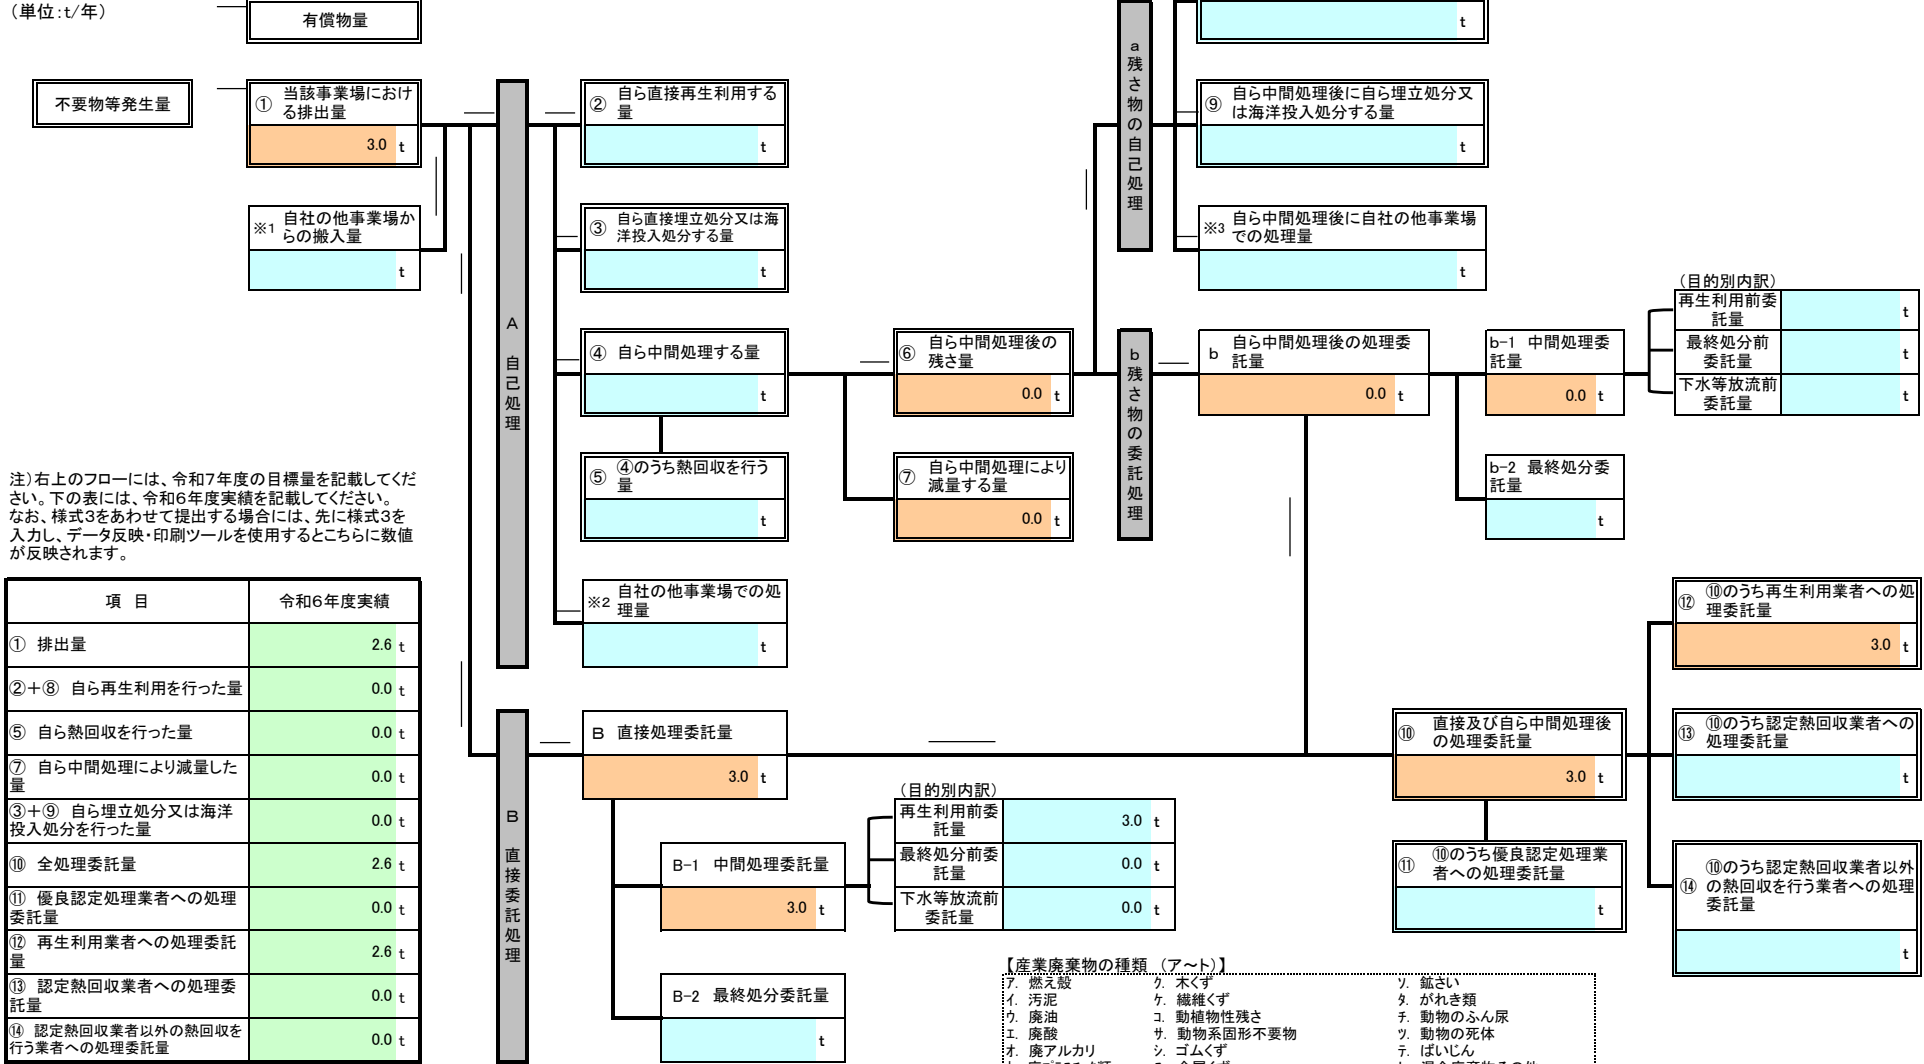 （単位：t/年）
有償物量
t
不要物等発生量
① 当該事業場におけ
る排出量
3.0 t
※1 自社の他事業場か
らの搬入量
t
A 自己処理
② 自ら直接再生利用する
量
t
③ 自ら直接埋立処分又は海
洋投入処分する量
t
④ 自ら中間処理する量
t
⑤ ④のうち熱回収を行う
量
t
※2 自社の他事業場での処
理量
t
⑥ 自ら中間処理後の
残さ量
0.0 t
⑦ 自ら中間処理により
減量する量
0.0 t
a 残さ物の自己処理
⑨ 自ら中間処理後に自ら埋立処分又
は海洋投入処分する量
t
※3 自ら中間処理後に自社の他事業場
での処理量
t
b 残さ物の委託処理
b 自ら中間処理後の処理委
託量
0.0 t
b-1 中間処理委
託量
0.0 t
b-2 最終処分委
託量
t
（目的別内訳）
再生利用前委
託量
t
最終処分前
委託量
t
下水等放流前
委託量
t
注）右上のフローには、令和7年度の目標量を記載してくだ
さい。下の表には、令和6年度実績を記載してください。
なお、様式3をあわせて提出する場合には、先に様式3を
入力し、データ反映・印刷ツールを使用するとこちらに数値
が反映されます。
項 目 令和6年度実績
① 排出量 2.6 t
②＋⑧ 自ら再生利用を行った量 0.0 t
⑤ 自ら熱回収を行った量 0.0 t
⑦ 自ら中間処理により減量した
量 0.0 t
③＋⑨ 自ら埋立処分又は海洋
投入処分を行った量 0.0 t
⑩ 全処理委託量 2.6 t
⑪ 優良認定処理業者への処理
委託量 0.0 t
⑫ 再生利用業者への処理委託
量 2.6 t
⑬ 認定熱回収業者への処理委
託量 0.0 t
⑭ 認定熱回収業者以外の熱回収を
行う業者への処理委託量 0.0 t
B 直接委託処理
B 直接処理委託量
3.0 t
B-1 中間処理委託量
3.0 t
B-2 最終処分委託量
t
（目的別内訳）
再生利用前委
託量
3.0 t
最終処分前委
託量
0.0 t
下水等放流前
委託量
0.0 t
⑩ 直接及び自ら中間処理後
の処理委託量
3.0 t
⑪ ⑩のうち優良認定処理業
者への処理委託量
t
⑫ ⑩のうち再生利用業者への処
理委託量
3.0 t
⑬ ⑩のうち認定熱回収業者への
処理委託量
t
⑭ ⑩のうち認定熱回収業者以外
の熱回収を行う業者への処理
委託量
t
【産業廃棄物の種類 （ア～ト）】
ア. 燃え殻 ク. 木くず ソ. 鉱さい
イ. 汚泥 ケ. 繊維くず タ. がれき類
ウ. 廃油 コ. 動植物性残さ チ. 動物のふん尿
エ. 廃酸 サ. 動物系固形不要物 ツ. 動物の死体
オ. 廃アルカリ シ. ゴムくず テ. ばいじん